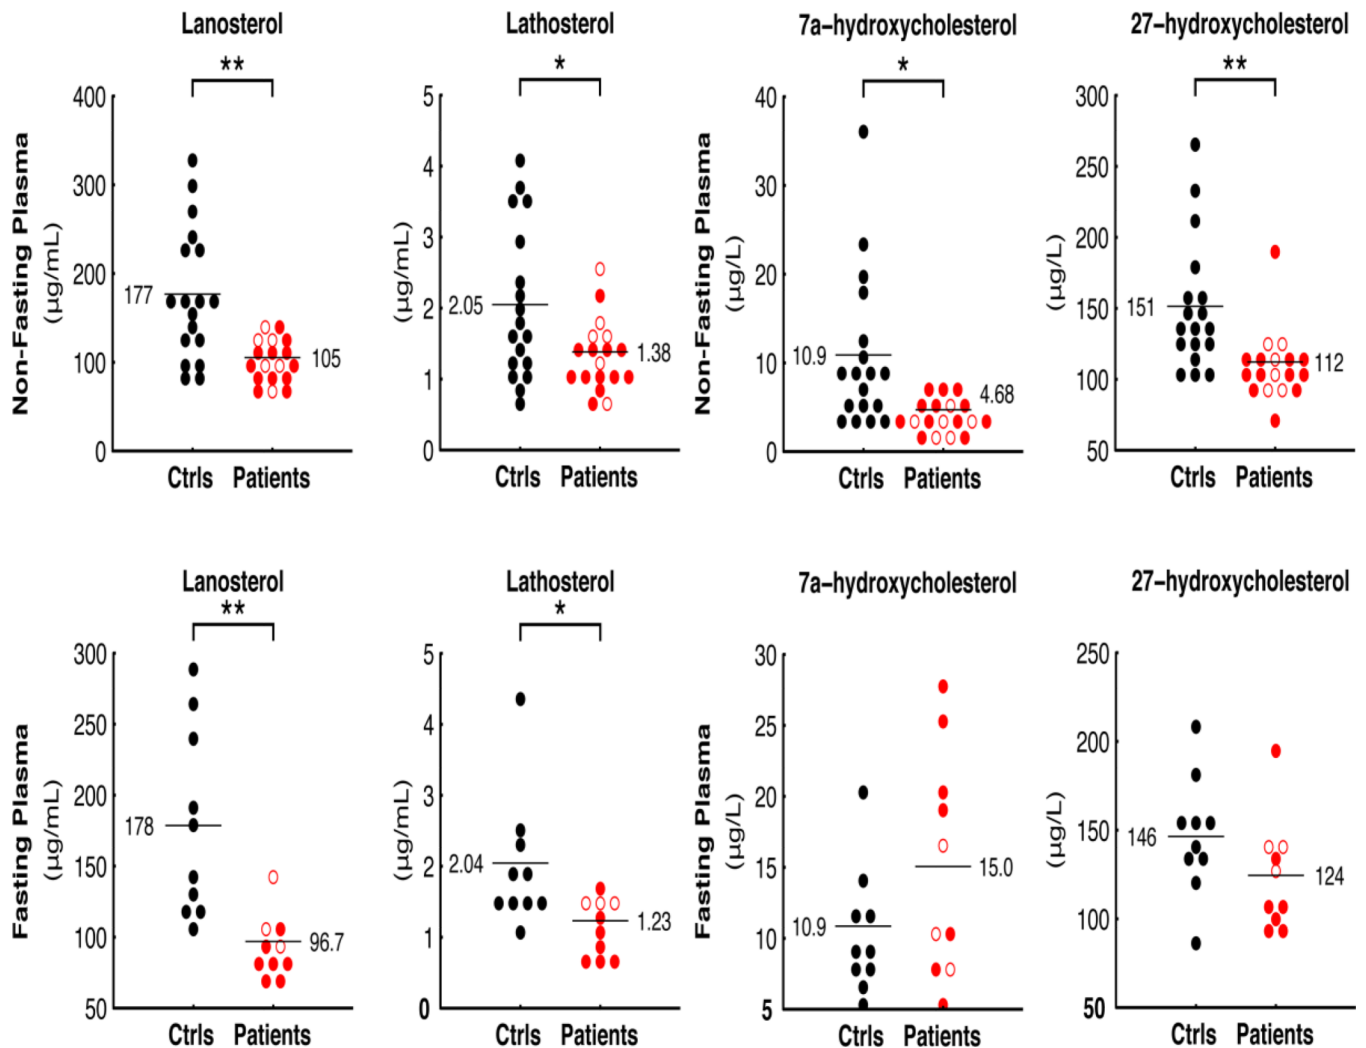 Lanosterol
**
Non-Fasting Plasma
(µg/mL)
400
300
200
100
0
177
105
Ctrls Patients
Lathosterol
*
(µg/mL)
5
4
3
2
1
0
2.05
1.38
Ctrls Patients
7a-hydroxycholesterol
*
Non-Fasting Plasma
(µg/L)
40
30
20
10
0
10.9
4.68
Ctrls Patients
27-hydroxycholesterol
**
(µg/L)
300
250
200
150
100
50
151
112
Ctrls Patients
Lanosterol
**
Fasting Plasma
(µg/mL)
300
250
200
150
100
50
178
96.7
Ctrls Patients
Lathosterol
*
(µg/mL)
5
4
3
2
1
0
2.04
1.23
Ctrls Patients
7a-hydroxycholesterol
Fasting Plasma
(µg/L)
30
25
20
15
10
5
10.9
15.0
Ctrls Patients
27-hydroxycholesterol
(µg/L)
250
200
150
100
50
146
124
Ctrls Patients